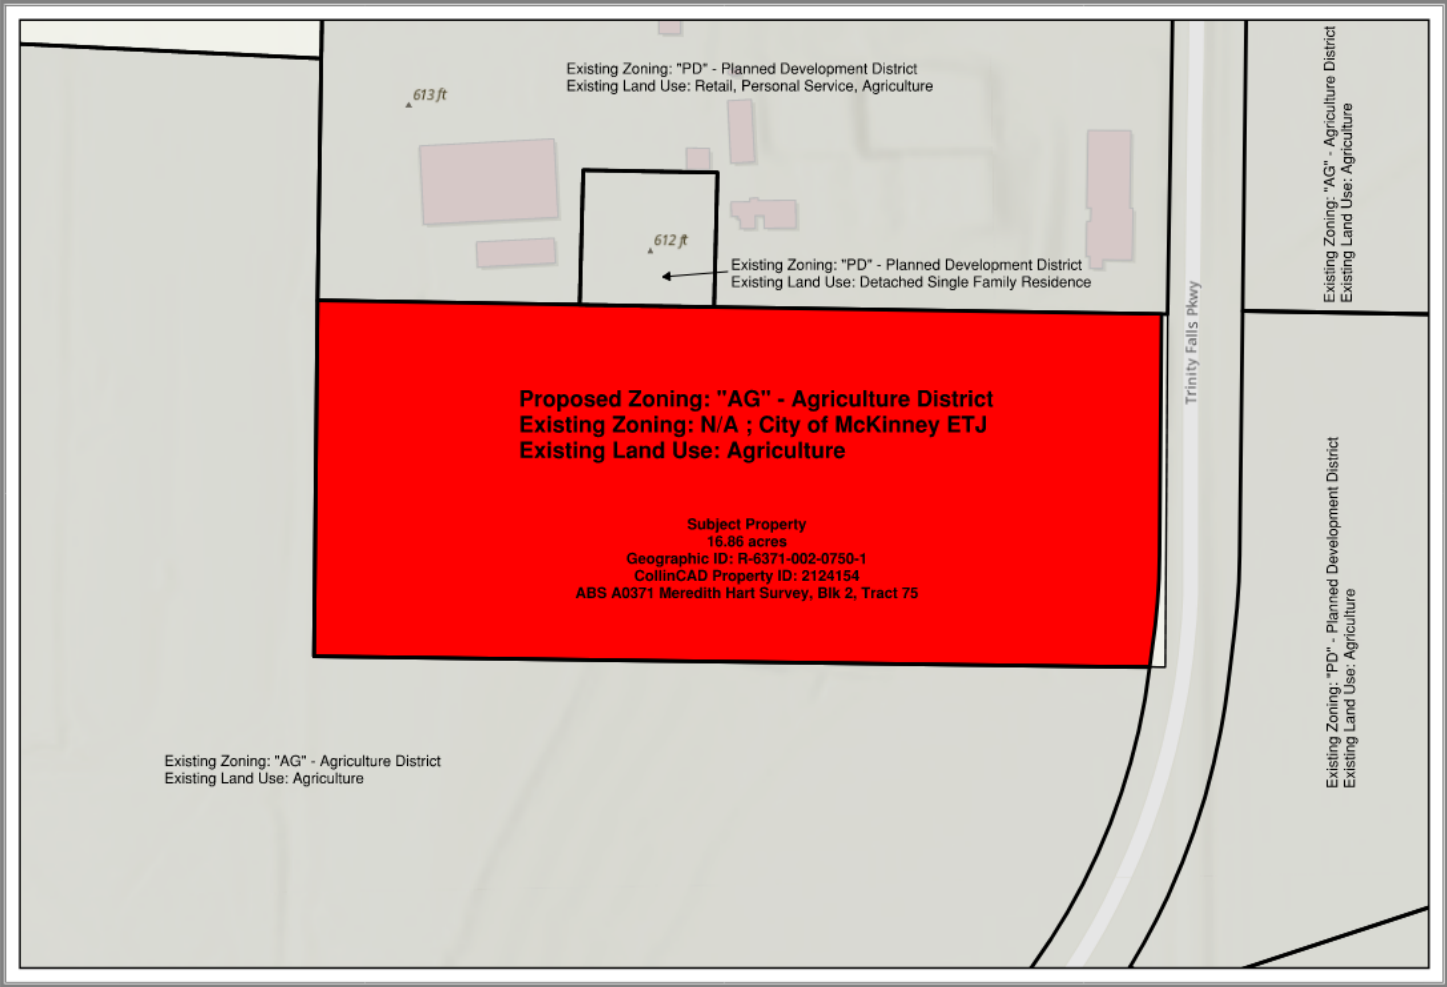 Existing Zoning: "PD" - Planned Development District
Existing Land Use: Retail, Personal Service, Agriculture
613 ft
612 ft
Existing Zoning: "PD" - Planned Development District
Existing Land Use: Detached Single Family Residence
Existing Zoning: "AG" - Agriculture District
Existing Land Use: Agriculture
Trinity Falls Pkwy
Proposed Zoning: "AG" - Agriculture District
Existing Zoning: N/A ; City of McKinney ETJ
Existing Land Use: Agriculture
Subject Property
16.86 acres
Geographic ID: R-6371-002-0750-1
CollinCAD Property ID: 2124154
ABS A0371 Meredith Hart Survey, Blk 2, Tract 75
Existing Zoning: "PD" - Planned Development District
Existing Land Use: Agriculture
Existing Zoning: "AG" - Agriculture District
Existing Land Use: Agriculture